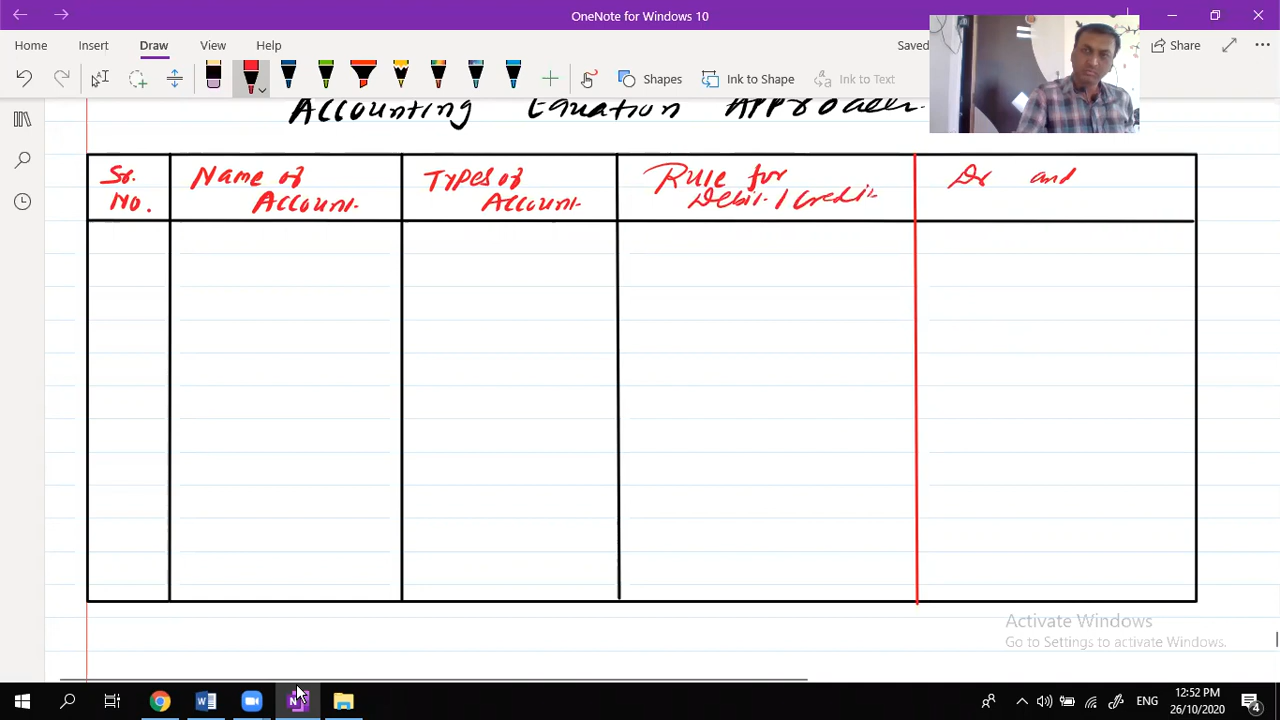 OneNote for Windows 10
Home Insert Draw View Help Saved Share
Shapes Ink to Shape Ink to Text
Accounting Equation Approach.
Sr. No.
Name of Account.
Types of Account.
Rule for Debit / Credit
Dr and
Activate Windows
Go to Settings to activate Windows.
N
W
ENG
12:52 PM
26/10/2020
4